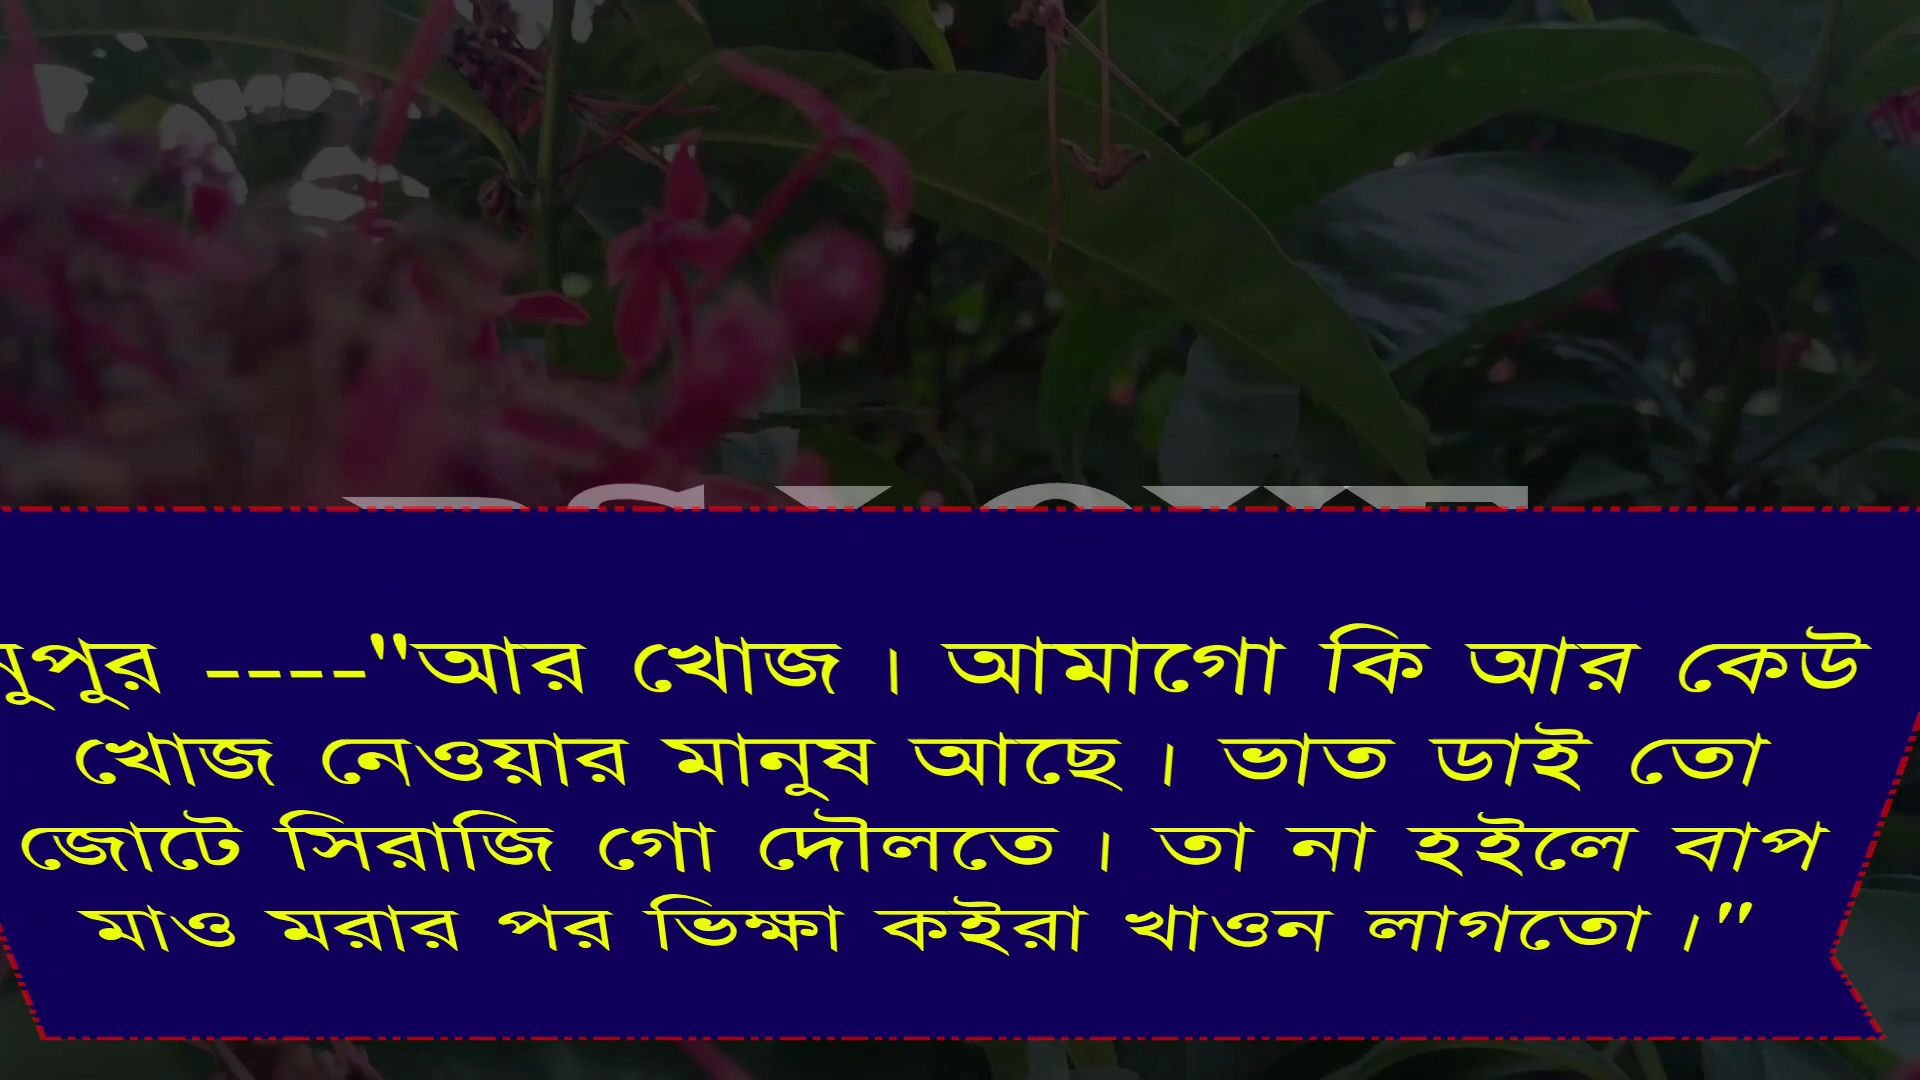 নুপুর ----"আর খোজ । আমাগো কি আর কেউ
খোজ নেওয়ার মানুষ আছে । ভাত ডাই তো
জোটে সিরাজি গো দৌলতে । তা না হইলে বাপ
মাও মরার পর ভিক্ষা কইরা খাওন লাগতো ।"